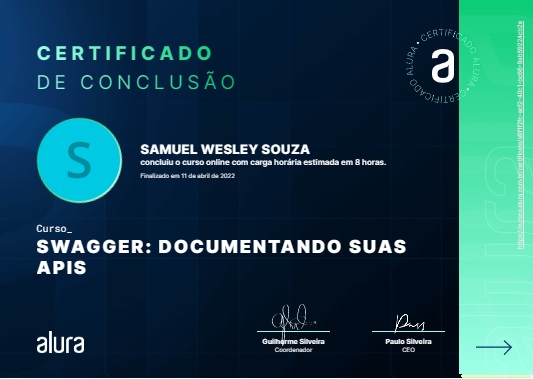 CERTIFICADO
DE CONCLUSÃO
ALURA · CERTIFICADO ALURA · CERTIFICADO
a
S
SAMUEL WESLEY SOUZA
concluiu o curso online com carga horária estimada em 8 horas.
Finalizado em 11 de abril de 2022
Curso_
SWAGGER: DOCUMENTANDO SUAS
APIS
Guilherme Silveira
Coordenador
Paulo Silveira
CEO
alura